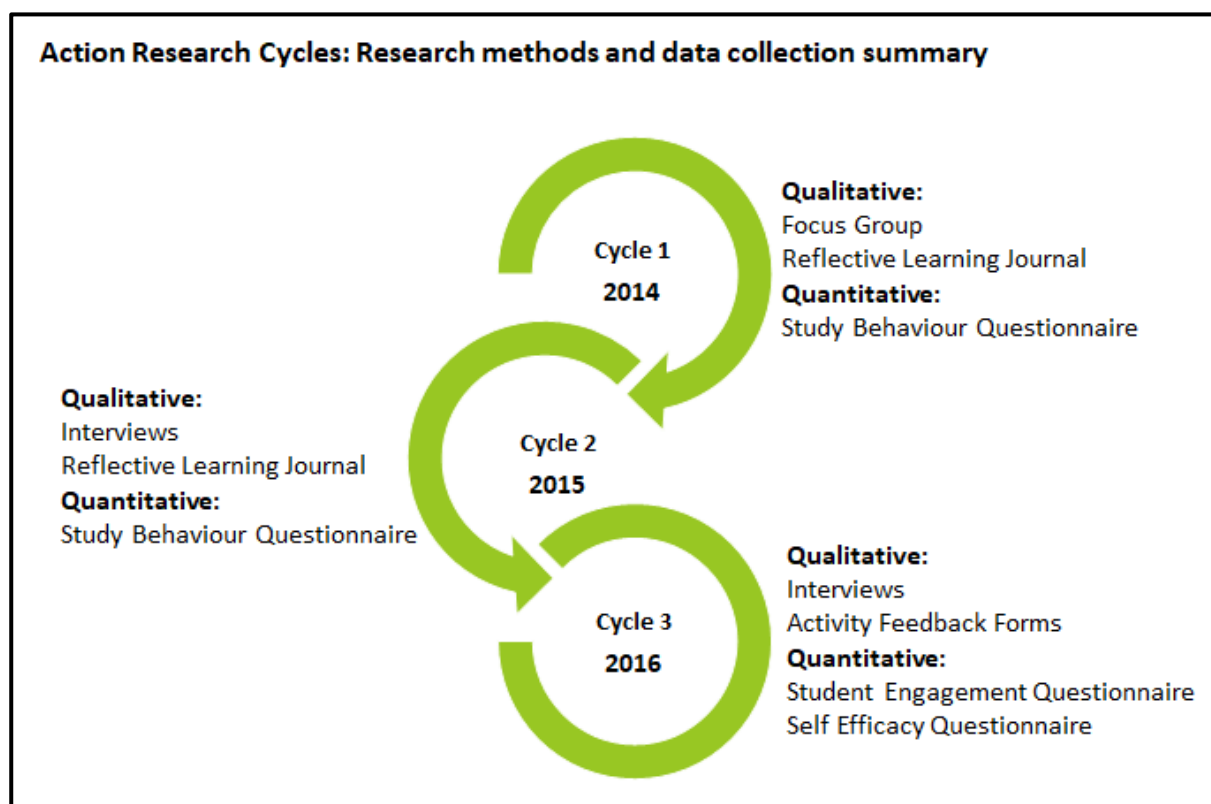 Action Research Cycles: Research methods and data collection summary
Cycle 1
2014
Qualitative:
Focus Group
Reflective Learning Journal
Quantitative:
Study Behaviour Questionnaire
Qualitative:
Interviews
Reflective Learning Journal
Quantitative:
Study Behaviour Questionnaire
Cycle 2
2015
Cycle 3
2016
Qualitative:
Interviews
Activity Feedback Forms
Quantitative:
Student Engagement Questionnaire
Self Efficacy Questionnaire